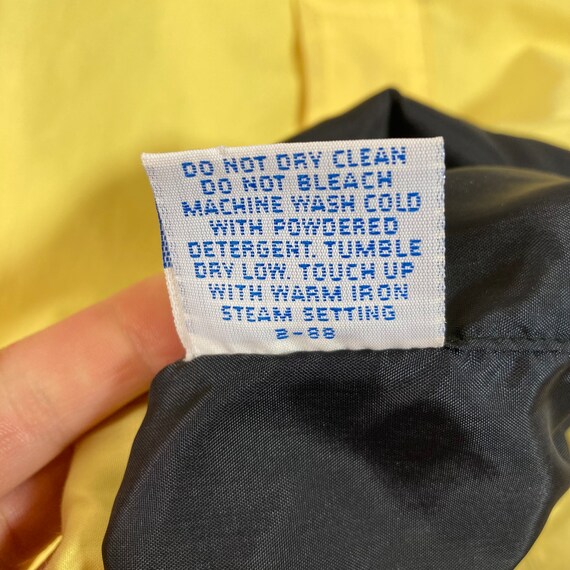 DO NOT DRY CLEAN
DO NOT BLEACH
MACHINE WASH COLD
WITH POWDERED
DETERGENT. TUMBLE
DRY LOW. TOUCH UP
WITH WARM IRON
STEAM SETTING
2-88